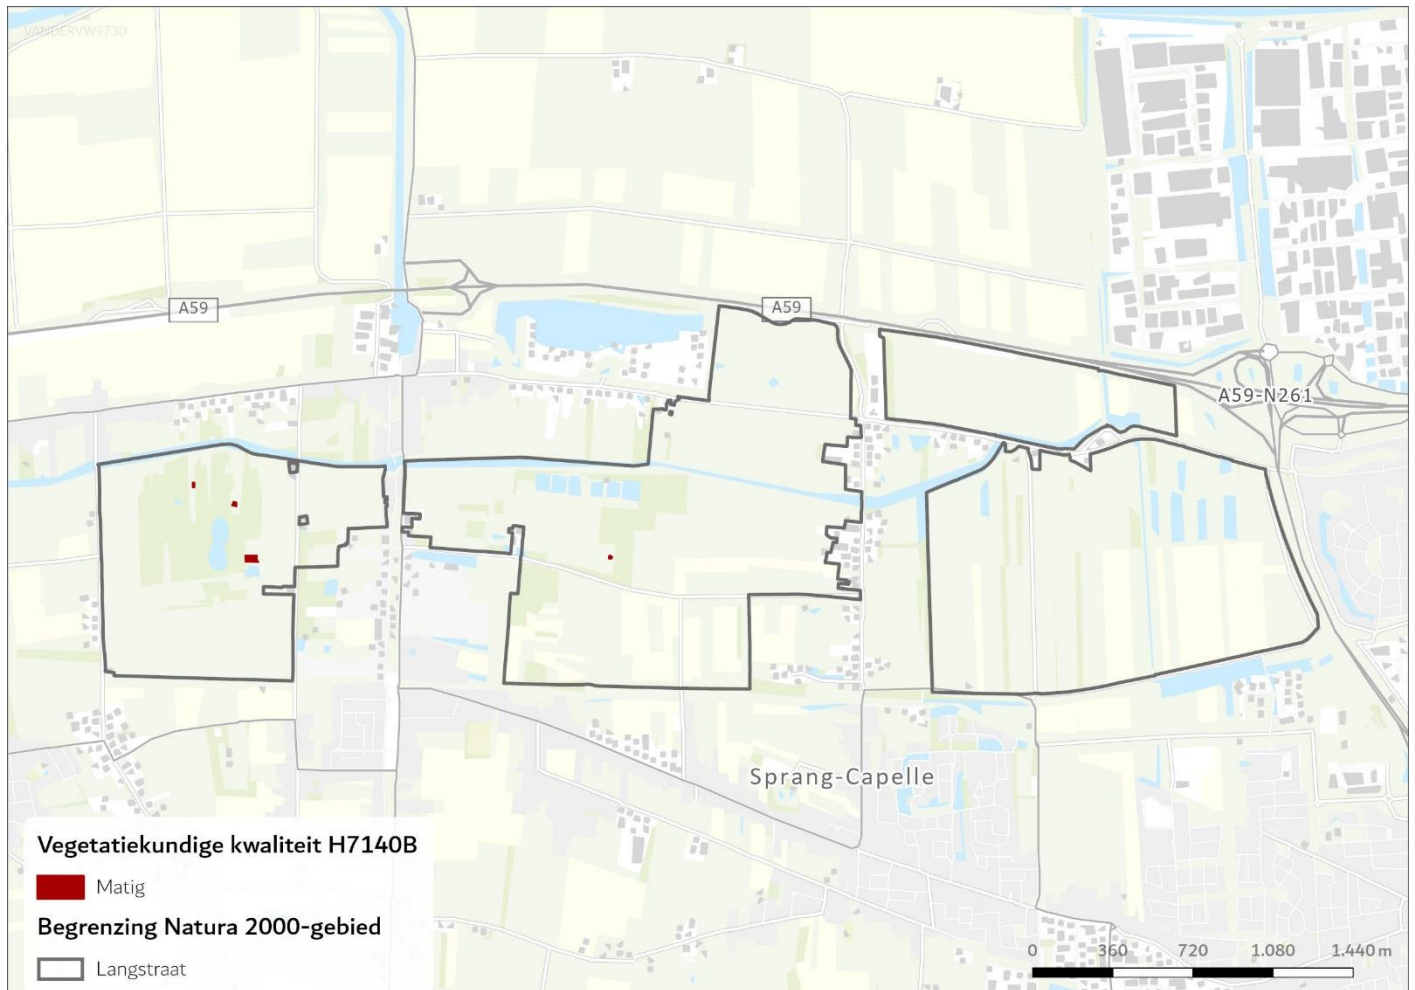 VANDERVW9730
A59
A59
A59-N261
Sprang-Capelle
Vegetatiekundige kwaliteit H7140B
Matig
Begrenzing Natura 2000-gebied
Langstraat
0 360 720 1.080 1.440 m